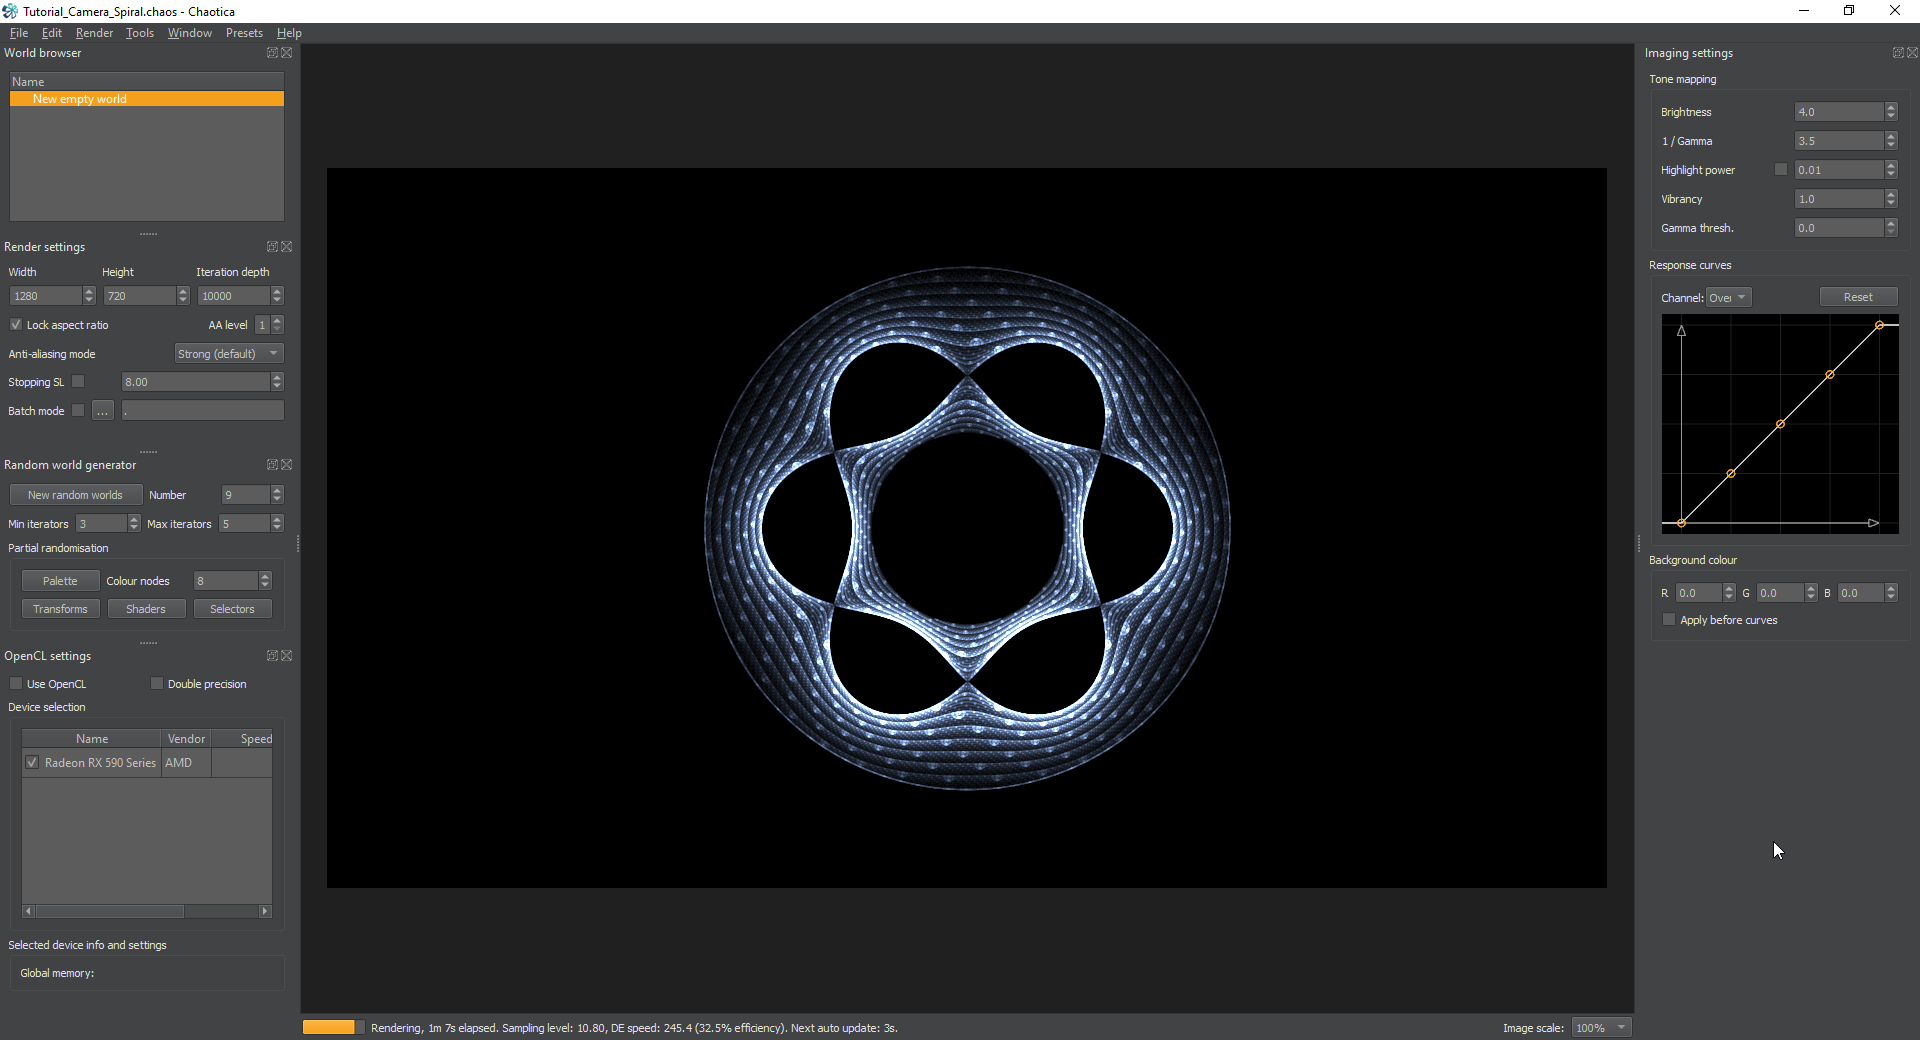 Tutorial_Camera_Spiral.chaos - Chaotica
File Edit Render Tools Window Presets Help
World browser
Name
New empty world
Render settings
Width Height Iteration depth
1280 720 10000
Lock aspect ratio AA level 1
Anti-aliasing mode Strong (default)
Stopping SL 8.00
Batch mode ... .
Random world generator
New random worlds Number 9
Min iterators 3 Max iterators 5
Partial randomisation
Palette Colour nodes 8
Transforms Shaders Selectors
OpenCL settings
Use OpenCL Double precision
Device selection
Name Vendor Speed
Radeon RX 590 Series AMD
Selected device info and settings
Global memory:
Rendering, 1m 7s elapsed. Sampling level: 10.80, DE speed: 245.4 (32.5% efficiency). Next auto update: 3s.
Image scale: 100%
Imaging settings
Tone mapping
Brightness 4.0
1 / Gamma 3.5
Highlight power 0.01
Vibrancy 1.0
Gamma thresh. 0.0
Response curves
Channel: Over Reset
Background colour
R 0.0 G 0.0 B 0.0
Apply before curves